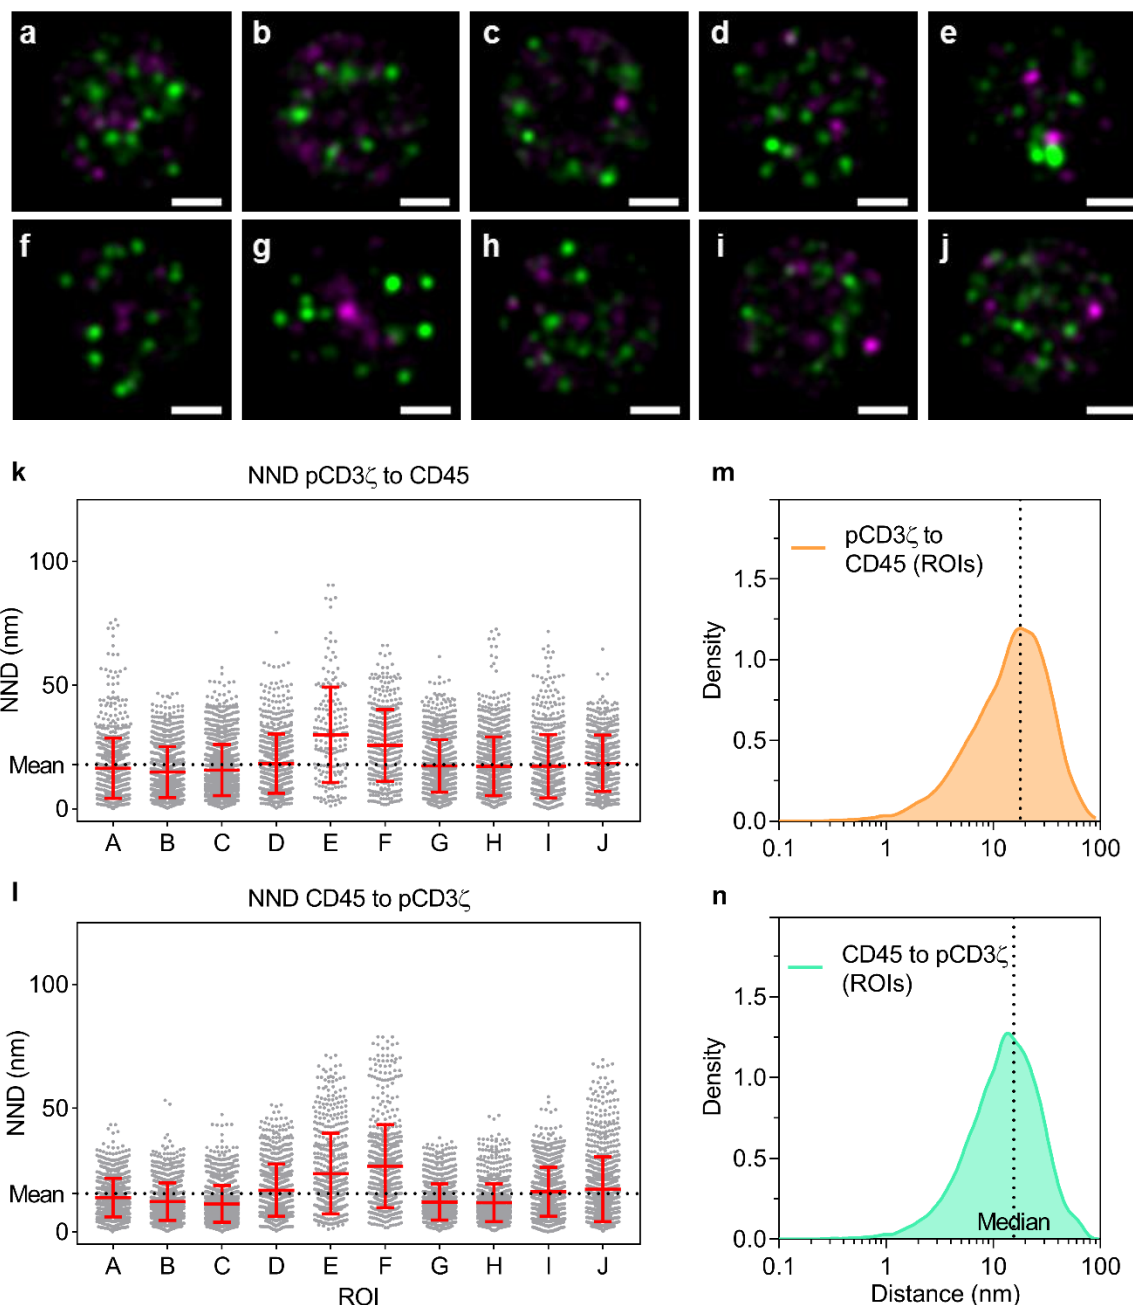 a b c d e
f g h i j
k NND pCD3ζ to CD45
100
50
Mean
0
NND (nm)
A B C D E F G H I J
m
pCD3ζ to
CD45 (ROIs)
1.5
1.0
0.5
0.0
Density
0.1 1 10 100
l NND CD45 to pCD3ζ
100
50
Mean
0
NND (nm)
A B C D E F G H I J
ROI
n
CD45 to pCD3ζ
(ROIs)
1.5
1.0
0.5
0.0
Density
Median
0.1 1 10 100
Distance (nm)